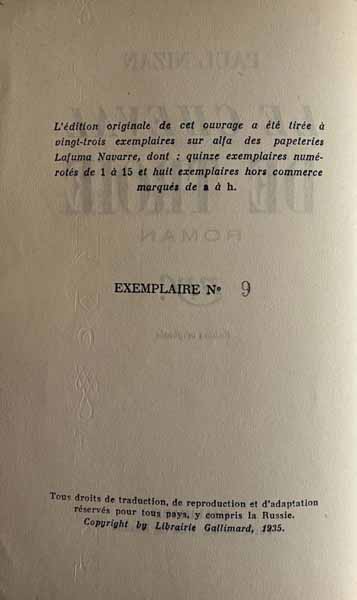 L'édition originale de cet ouvrage a été tirée à
vingt-trois exemplaires sur alfa des papeteries
Lafuma Navarre, dont : quinze exemplaires numé-
rotés de 1 à 15 et huit exemplaires hors commerce
marqués de a à h.
EXEMPLAIRE No 9
Tous droits de traduction, de reproduction et d'adaptation
réservés pour tous pays, y compris la Russie.
Copyright by Librairie Gallimard, 1935.